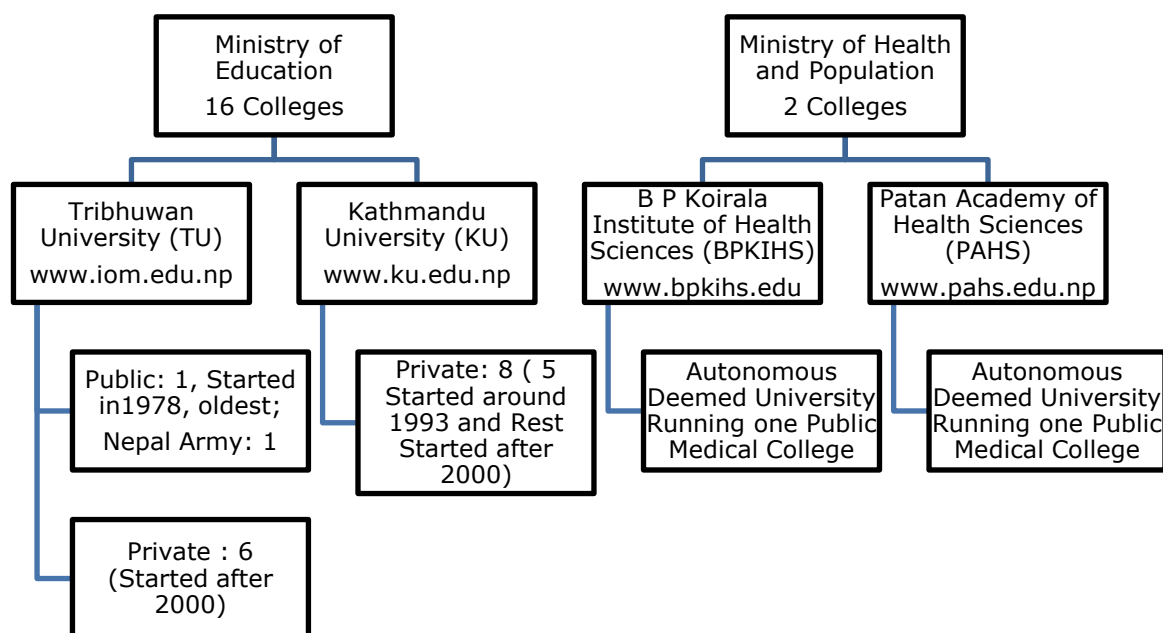 Ministry of
Education
16 Colleges
Ministry of Health
and Population
2 Colleges
Tribhuwan
University (TU)
www.iom.edu.np
Kathmandu
University (KU)
www.ku.edu.np
B P Koirala
Institute of Health
Sciences (BPKIHS)
www.bpkihs.edu
Patan Academy of
Health Sciences
(PAHS)
www.pahs.edu.np
Public: 1, Started
in1978, oldest;
Nepal Army: 1
Private: 8 ( 5
Started around
1993 and Rest
Started after
2000)
Autonomous
Deemed University
Running one Public
Medical College
Autonomous
Deemed University
Running one Public
Medical College
Private : 6
(Started after
2000)